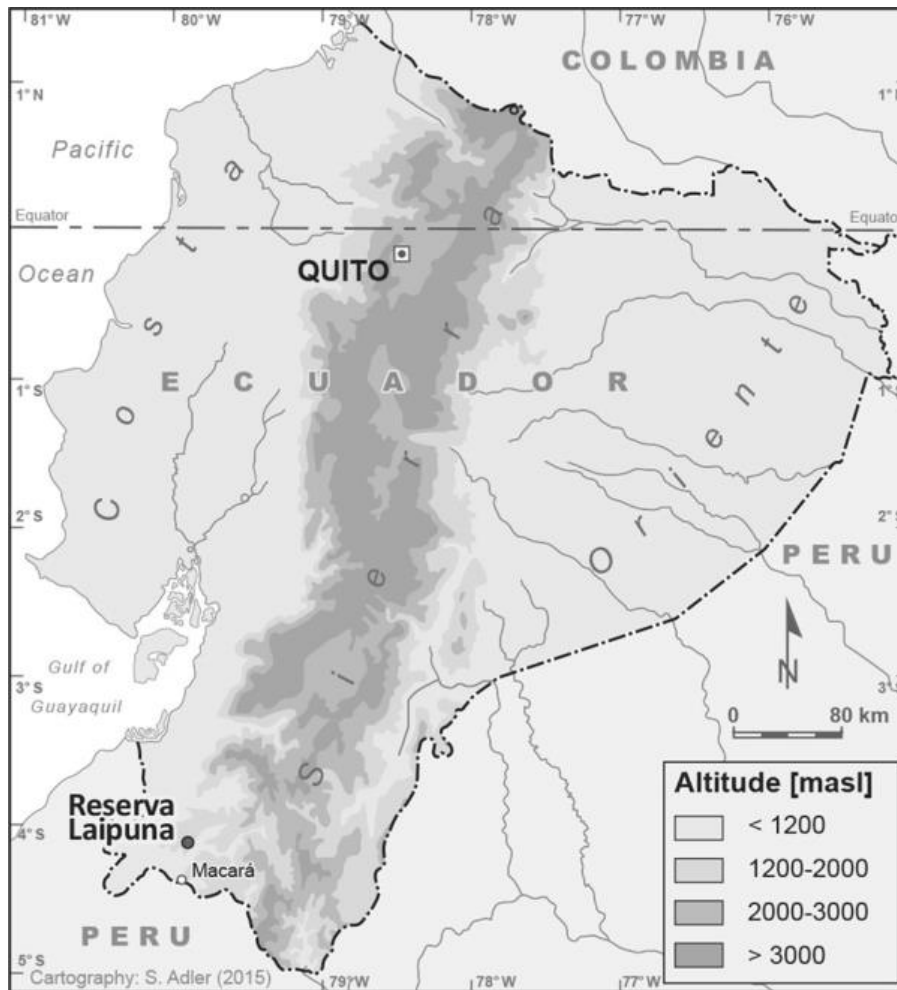 81°W
80°W
79°W
78°W
77°W
76°W
COLOMBIA
1°N
1°N
Pacific
Equator
Equato
Ocean
QUITO
Costa
Sierra
Oriente
ECUADOR
1°S
1°S
2°S
2°S
PERU
N
Gulf of
Guayaquil
3°S
3°S
0 80 km
Reserva
Laipuna
4°S
Macará
PERU
5°S
Cartography: S. Adler (2015)
79°W
78°W
77°W
Altitude [masl]
< 1200
1200-2000
2000-3000
> 3000